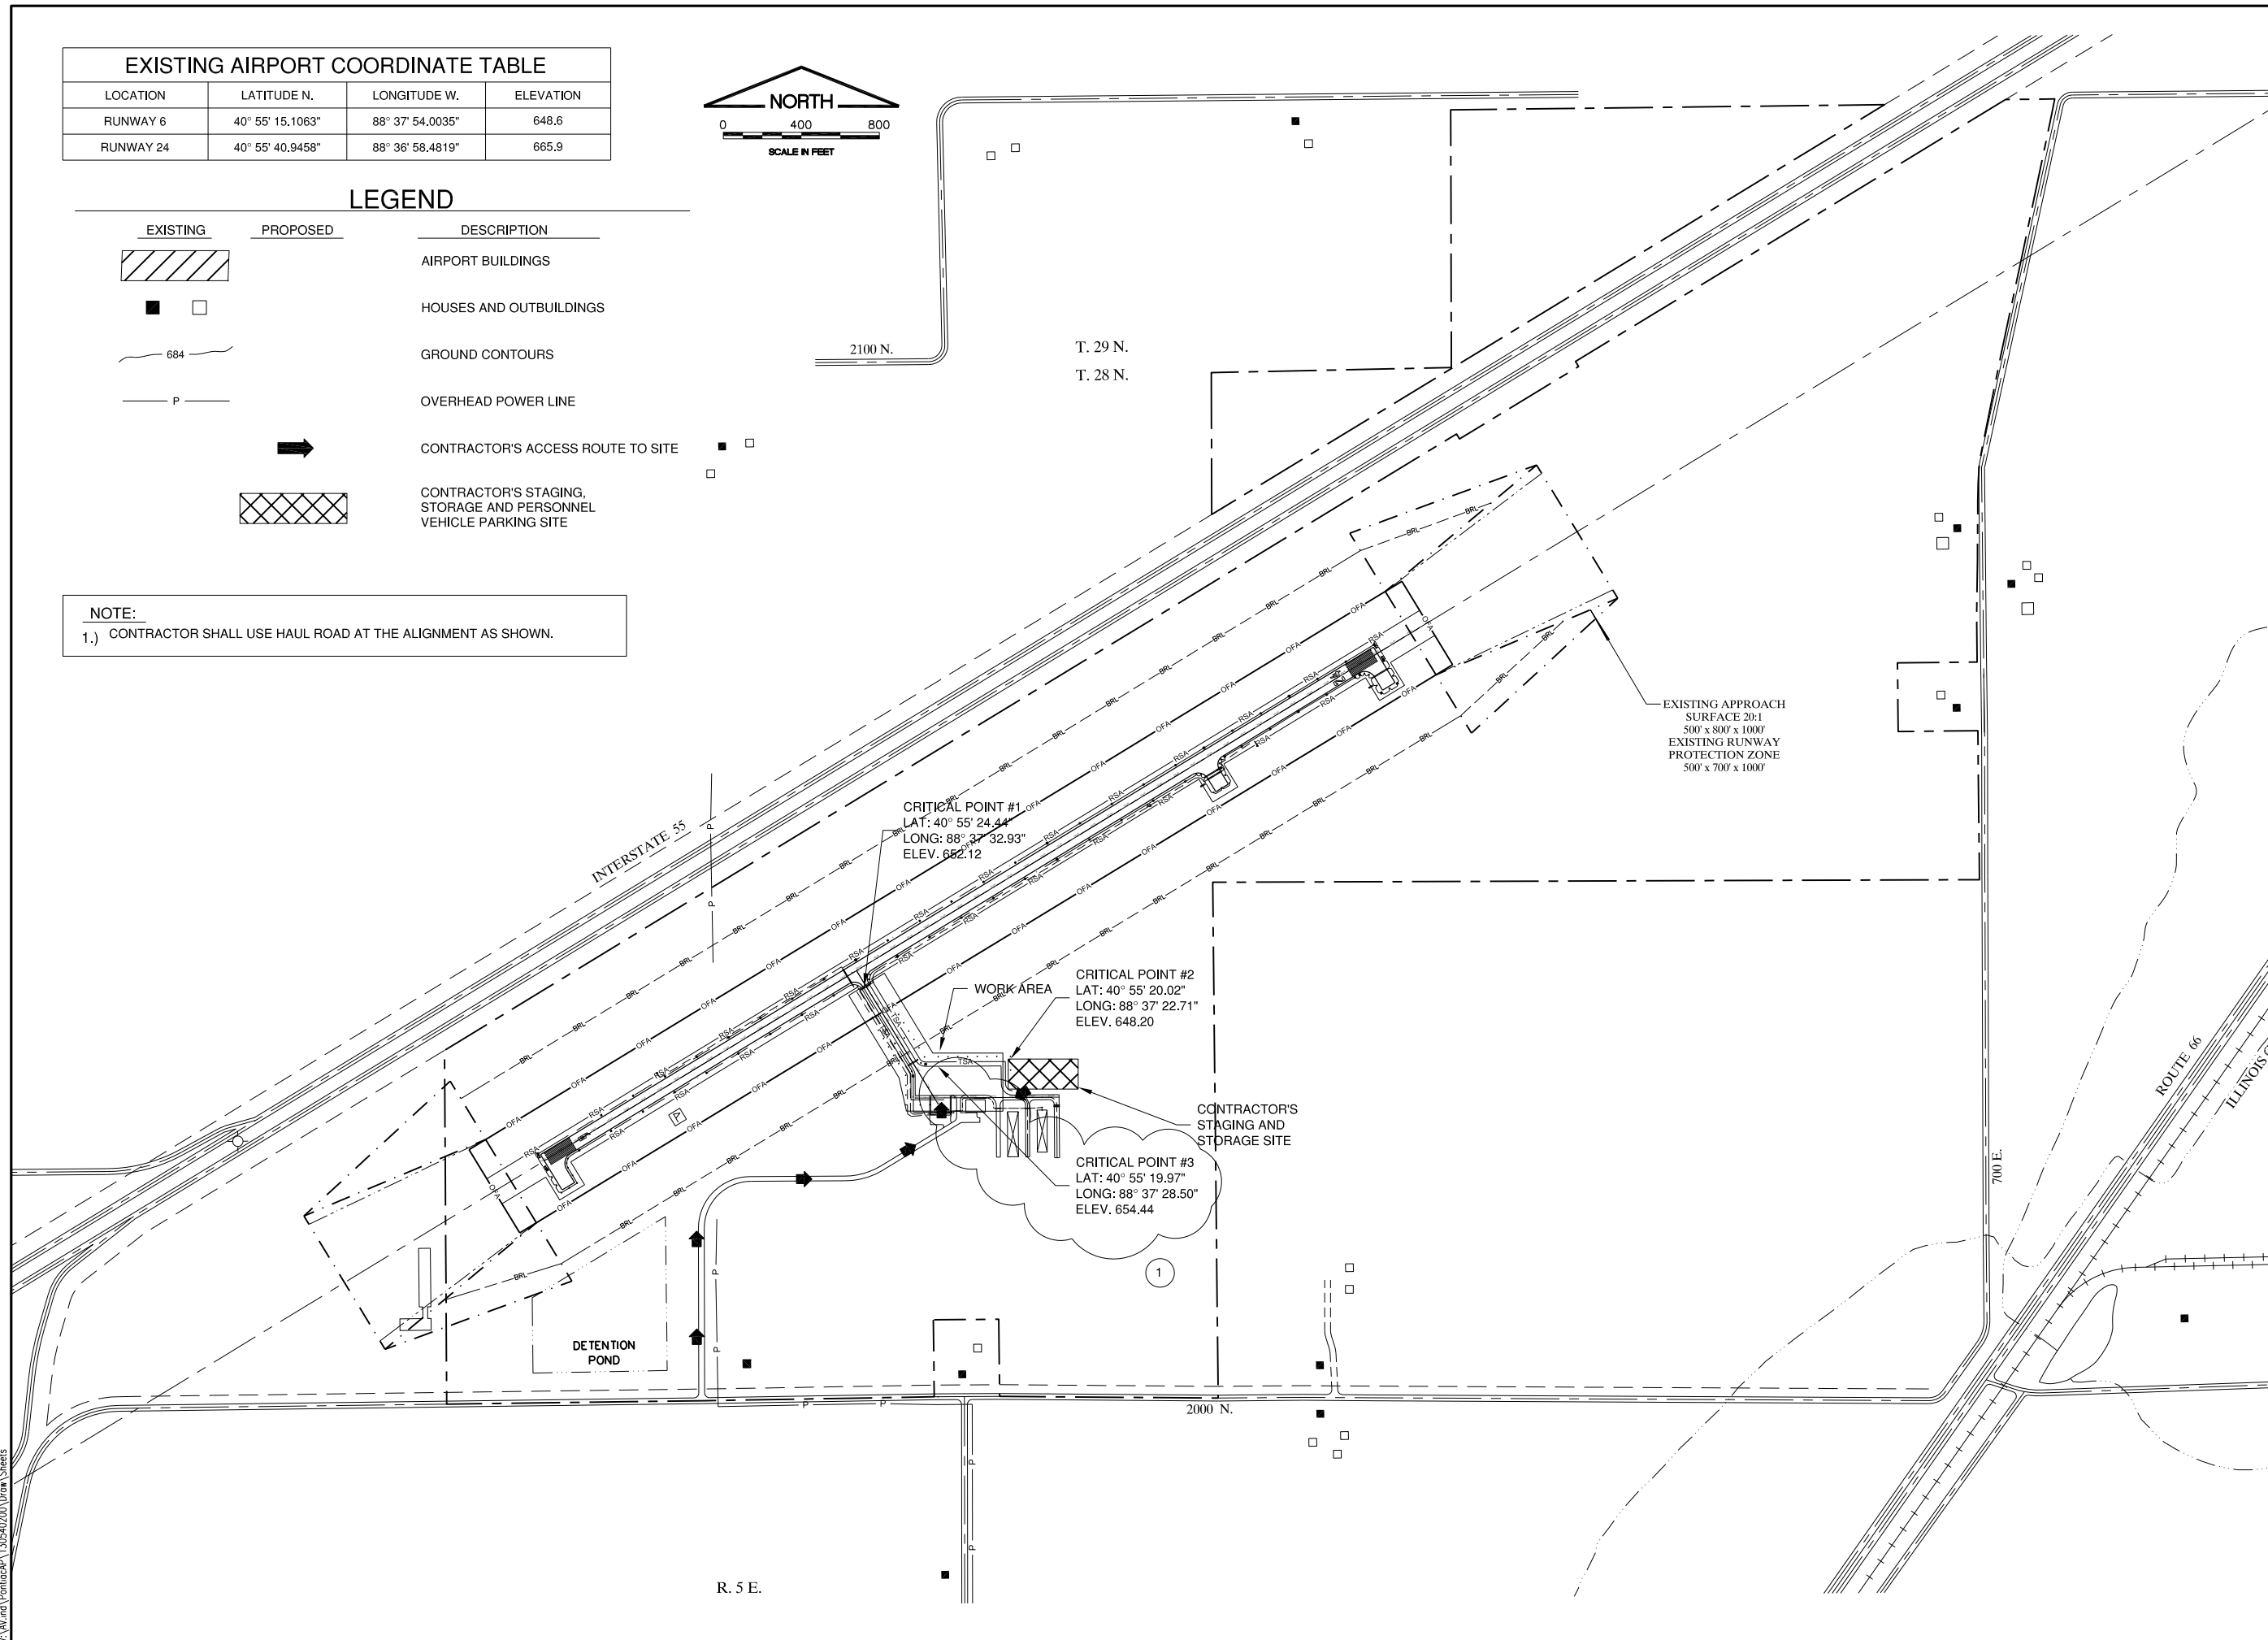 EXISTING AIRPORT COORDINATE TABLE
LOCATION LATITUDE N. LONGITUDE W. ELEVATION
RUNWAY 6 40° 55' 15.1063" 88° 37' 54.0035" 648.6
RUNWAY 24 40° 55' 40.9458" 88° 36' 58.4819" 665.9
NORTH
0 400 800
SCALE IN FEET
LEGEND
EXISTING PROPOSED DESCRIPTION
AIRPORT BUILDINGS
HOUSES AND OUTBUILDINGS
684 GROUND CONTOURS
P OVERHEAD POWER LINE
CONTRACTOR'S ACCESS ROUTE TO SITE
CONTRACTOR'S STAGING,
STORAGE AND PERSONNEL
VEHICLE PARKING SITE
NOTE:
1.) CONTRACTOR SHALL USE HAUL ROAD AT THE ALIGNMENT AS SHOWN.
2100 N.
T. 29 N.
T. 28 N.
EXISTING APPROACH
SURFACE 20:1
500' x 800' x 1000'
EXISTING RUNWAY
PROTECTION ZONE
500' x 700' x 1000'
INTERSTATE 55
CRITICAL POINT #1
LAT: 40° 55' 24.44"
LONG: 88° 37' 32.93"
ELEV. 652.12
BRL
OFA
RSA
TSA
WORK AREA
CRITICAL POINT #2
LAT: 40° 55' 20.02"
LONG: 88° 37' 22.71"
ELEV. 648.20
CONTRACTOR'S
STAGING AND
STORAGE SITE
CRITICAL POINT #3
LAT: 40° 55' 19.97"
LONG: 88° 37' 28.50"
ELEV. 654.44
1
ROUTE 66
700 E.
DETENTION
POND
2000 N.
R. 5 E.